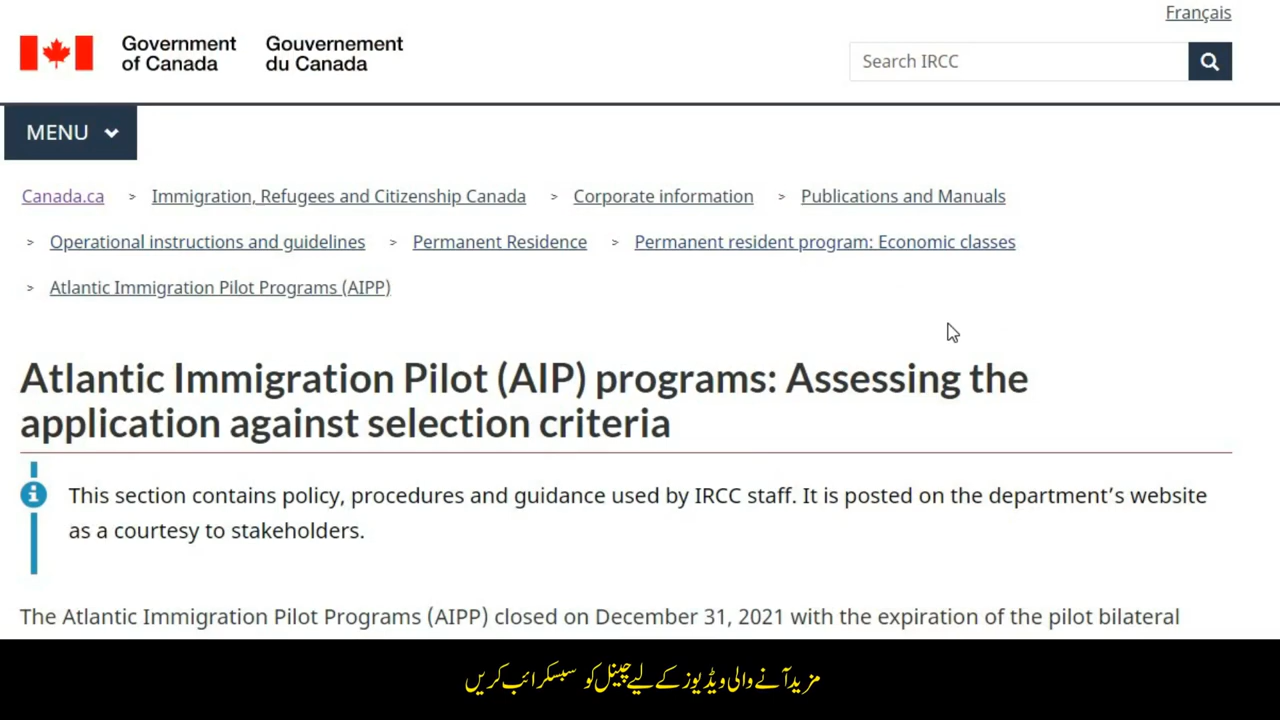 Français
Government of Canada
Gouvernement du Canada
Search IRCC
MENU
Canada.ca > Immigration, Refugees and Citizenship Canada > Corporate information > Publications and Manuals
> Operational instructions and guidelines > Permanent Residence > Permanent resident program: Economic classes
> Atlantic Immigration Pilot Programs (AIPP)
Atlantic Immigration Pilot (AIP) programs: Assessing the
application against selection criteria
This section contains policy, procedures and guidance used by IRCC staff. It is posted on the department's website
as a courtesy to stakeholders.
The Atlantic Immigration Pilot Programs (AIPP) closed on December 31, 2021 with the expiration of the pilot bilateral
مزید آنے والی ویڈیوز کے لیے چینل کو سبسکرائب کریں